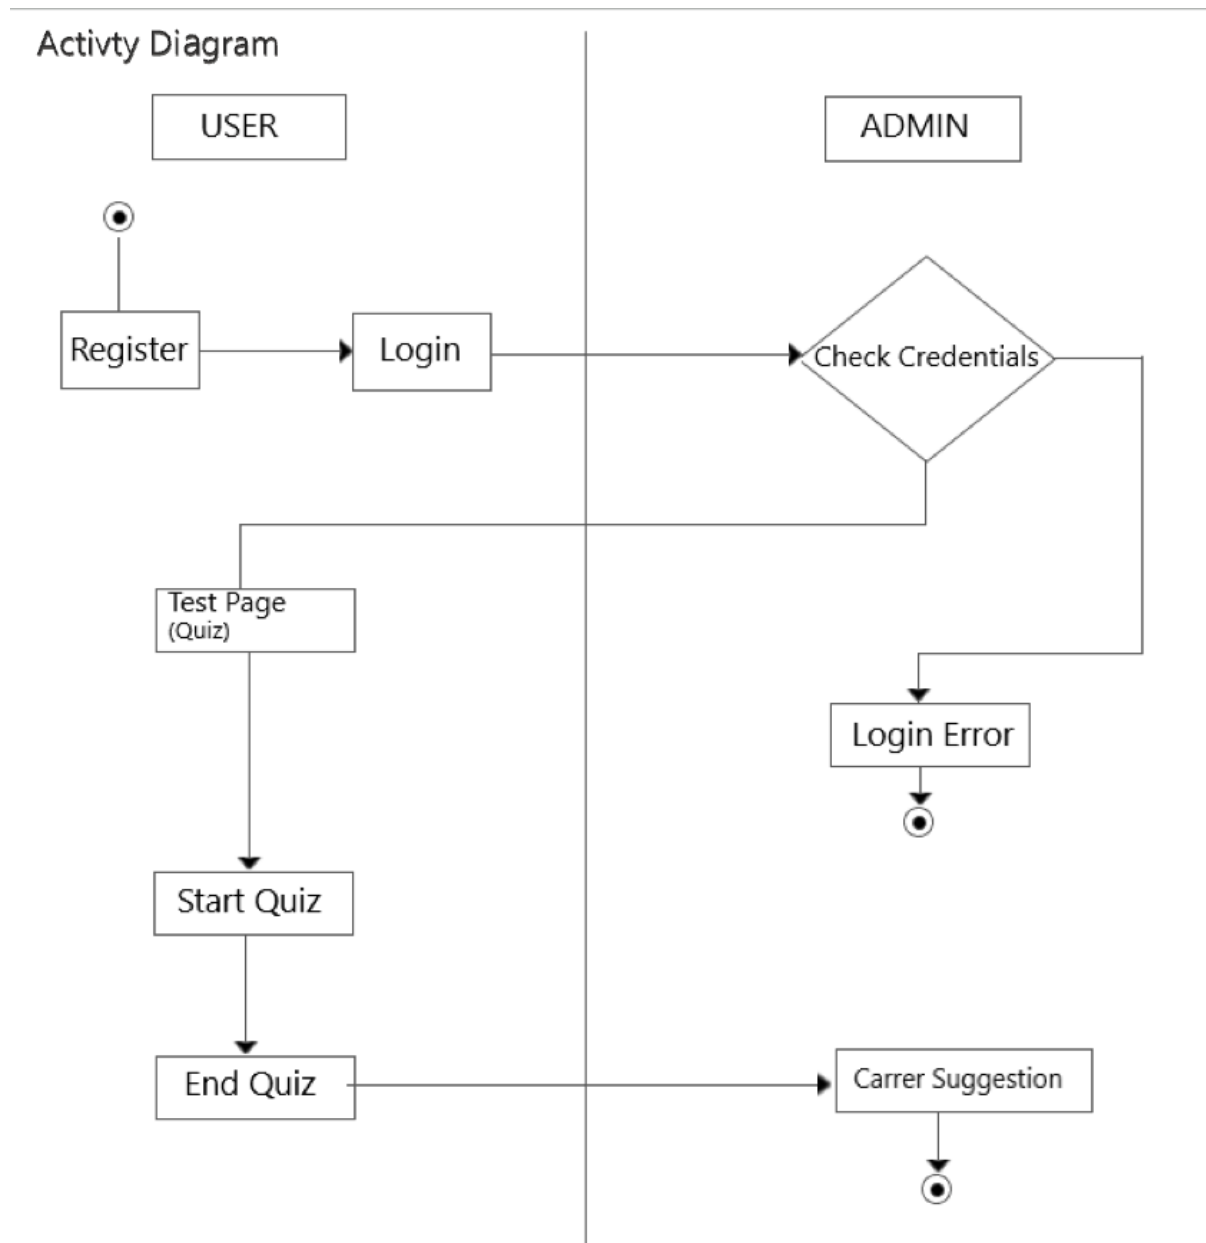 Activty Diagram
USER
ADMIN
Register
Login
Check Credentials
Test Page
(Quiz)
Login Error
Start Quiz
End Quiz
Carrer Suggestion